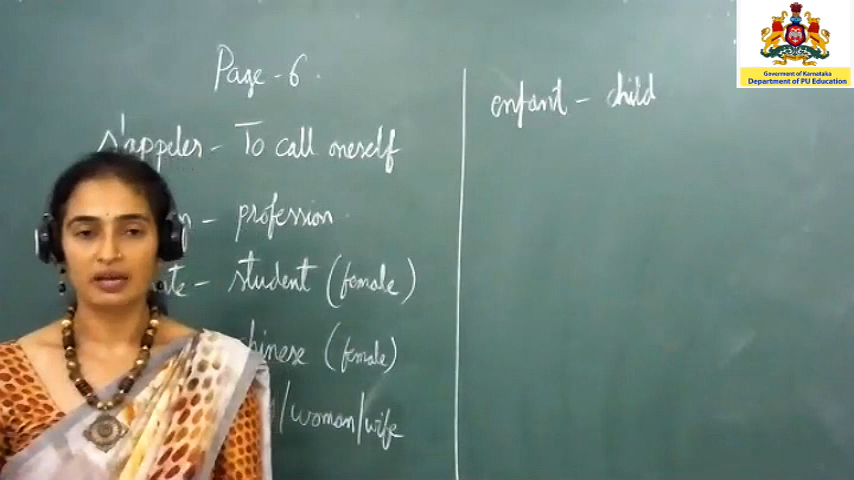 Page - 6
s'appeler - To call oneself
- profession
- student (female)
chinese (female)
/woman/wife
enfant - child
Goverment of Karnataka
Department of PU Education